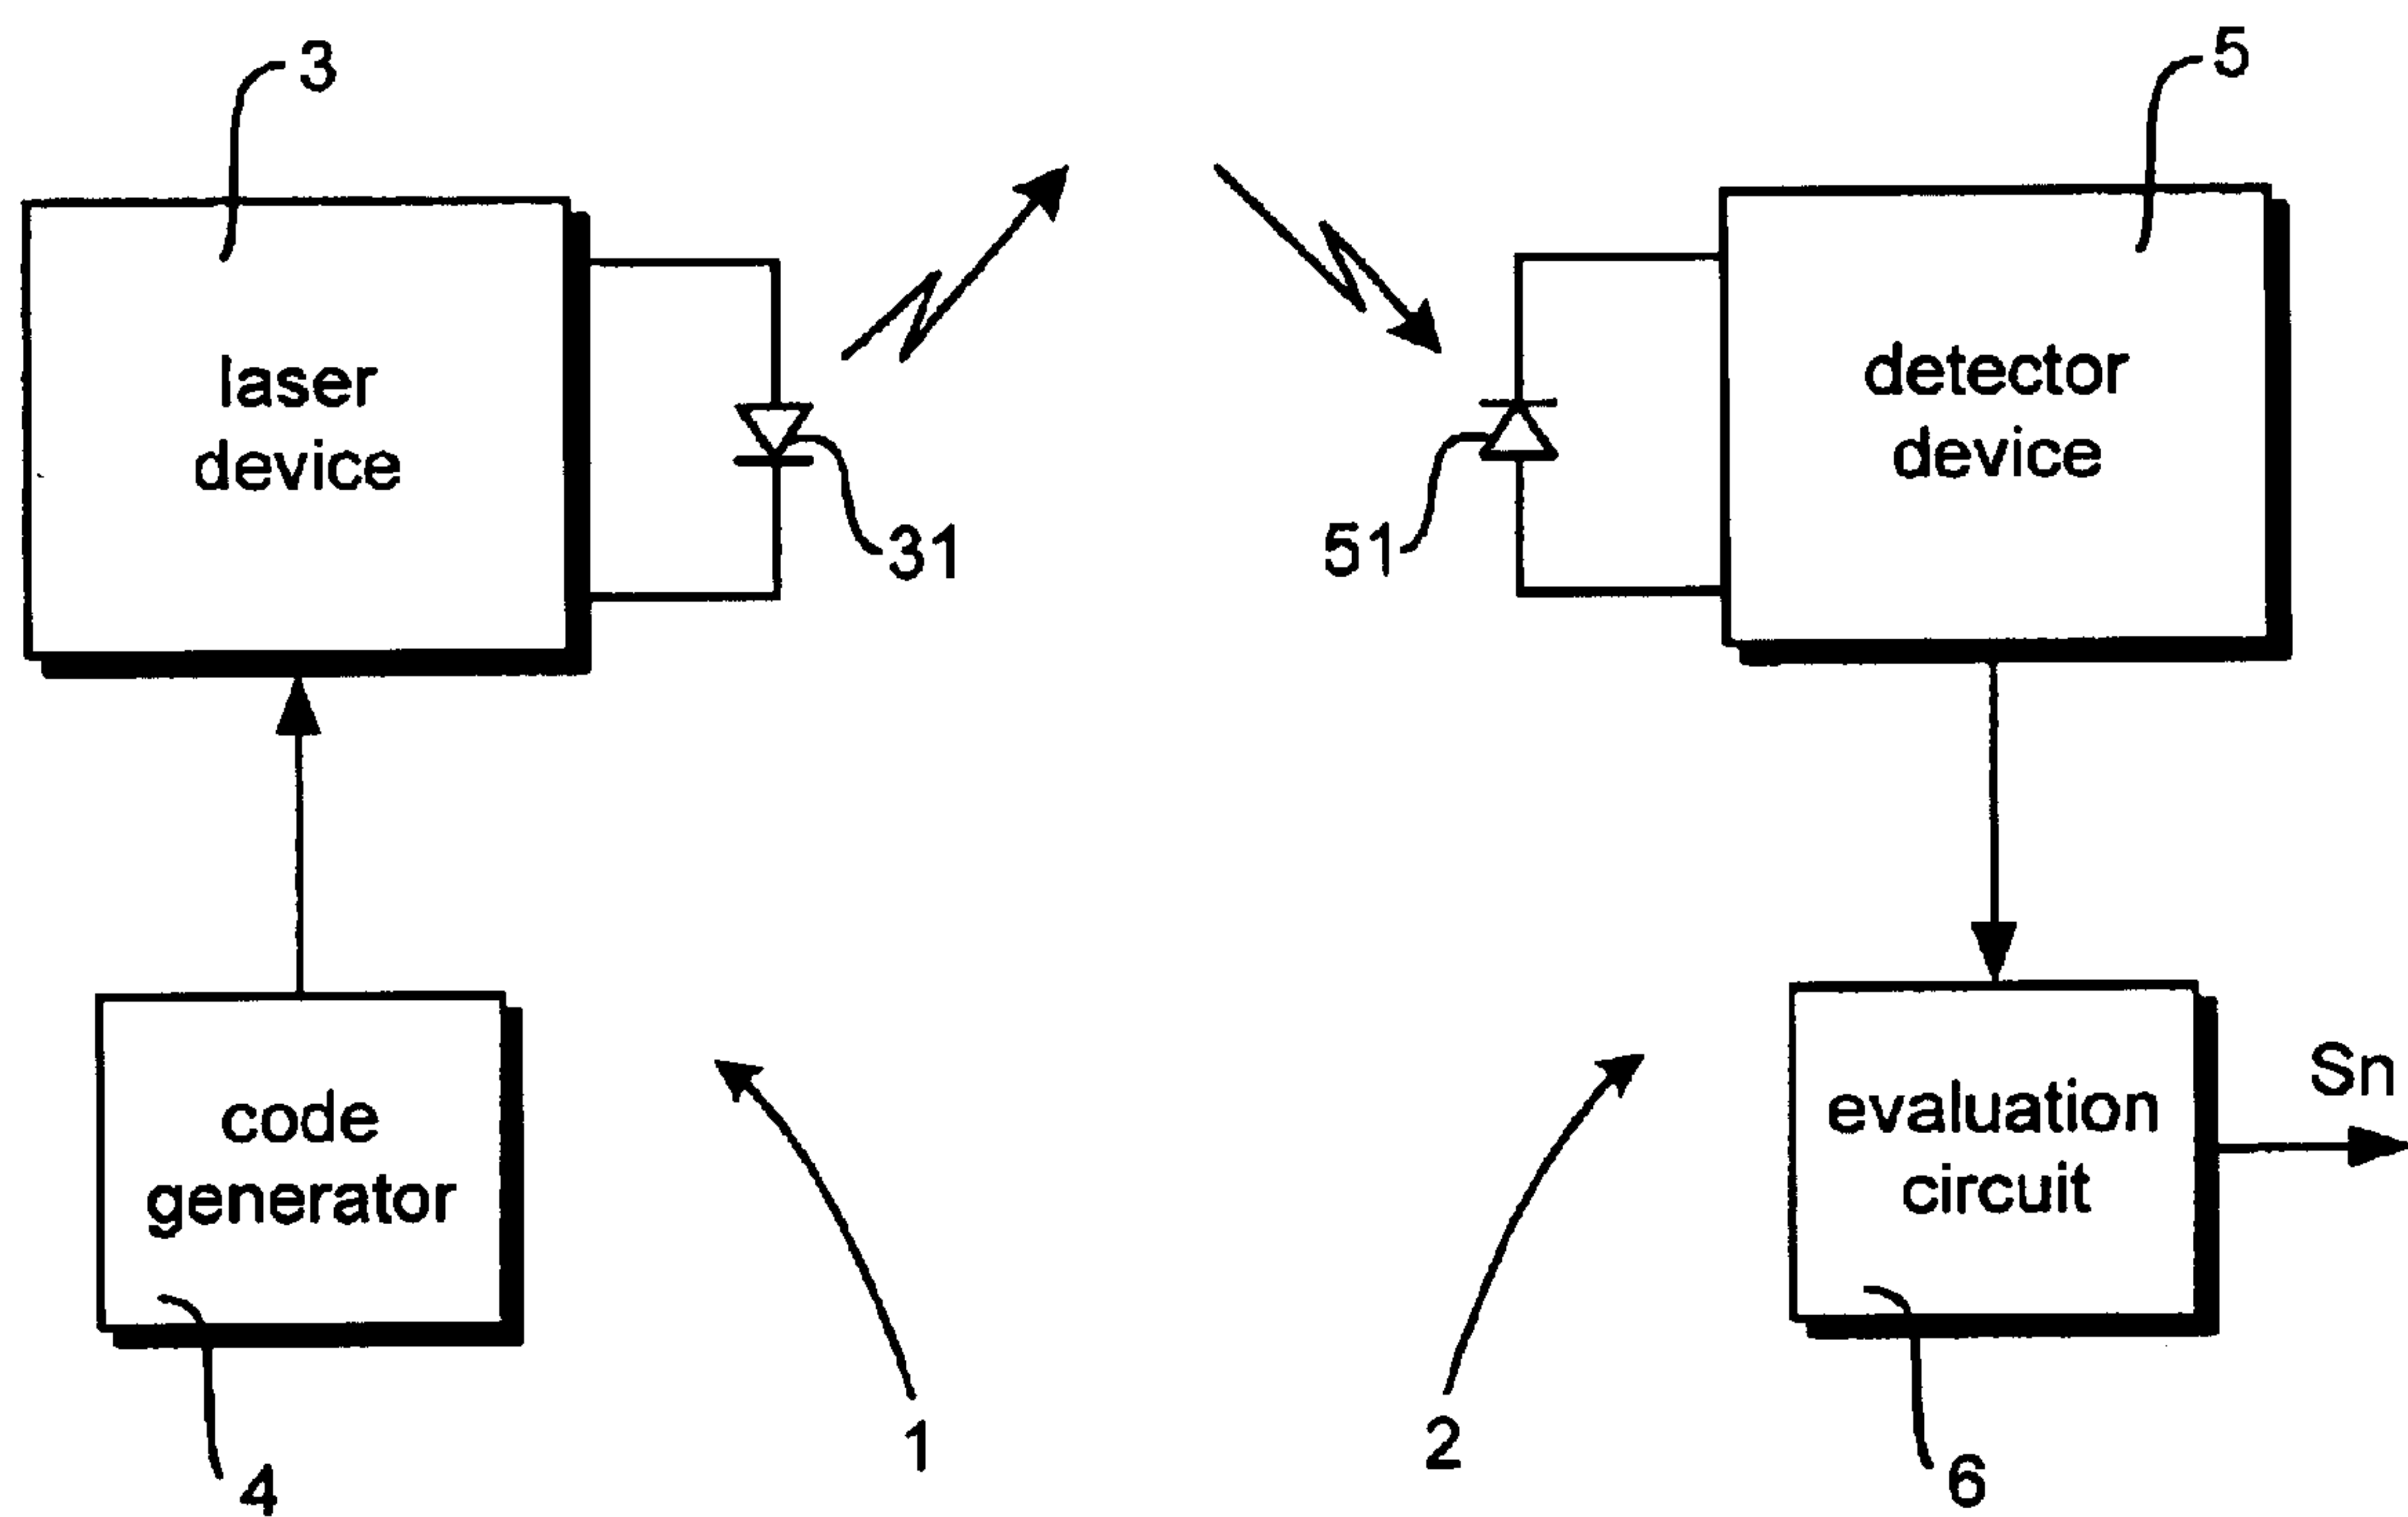 3
5
laser
device
detector
device
31
51
code
generator
evaluation
circuit
Sn
1
2
4
6